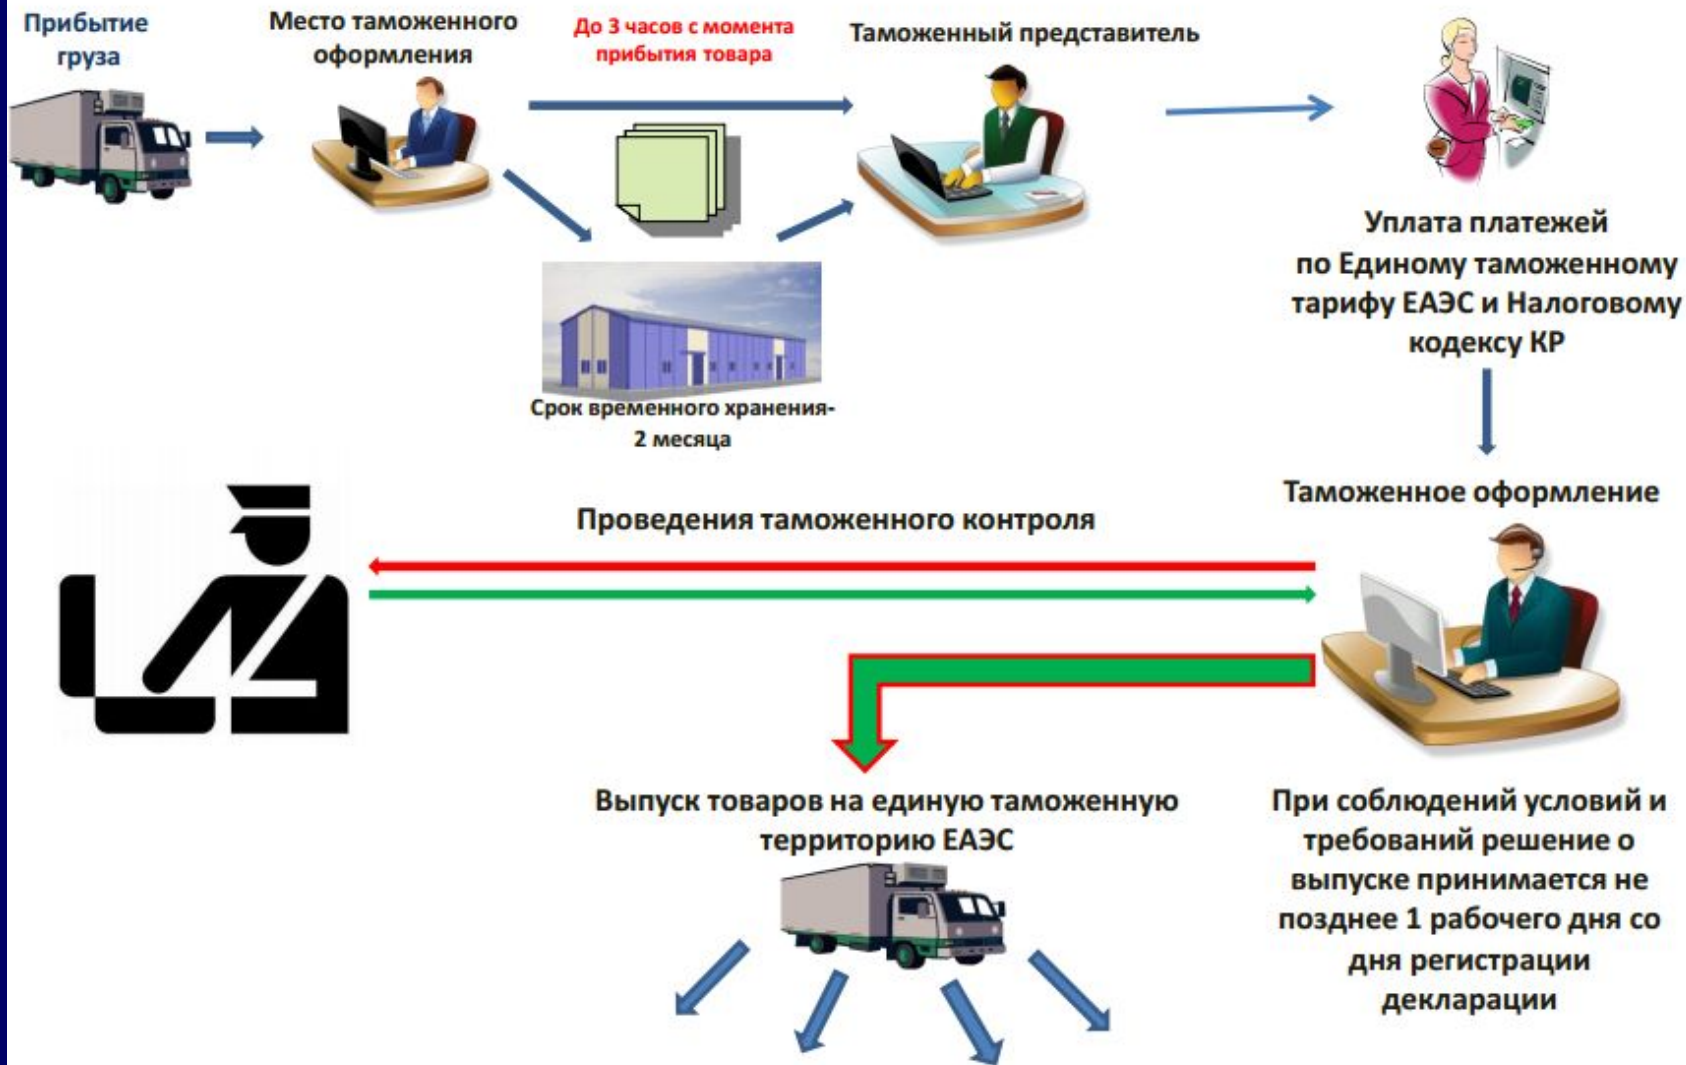 Прибытие
груза
Место таможенного
оформления
До 3 часов с момента
прибытия товара
Таможенный представитель
Уплата платежей
по Единому таможенному
тарифу ЕАЭС и Налоговому
кодексу КР
Срок временного хранения-
2 месяца
Таможенное оформление
Проведения таможенного контроля
Выпуск товаров на единую таможенную
территорию ЕАЭС
При соблюдений условий и
требований решение о
выпуске принимается не
позднее 1 рабочего дня со
дня регистрации
декларации